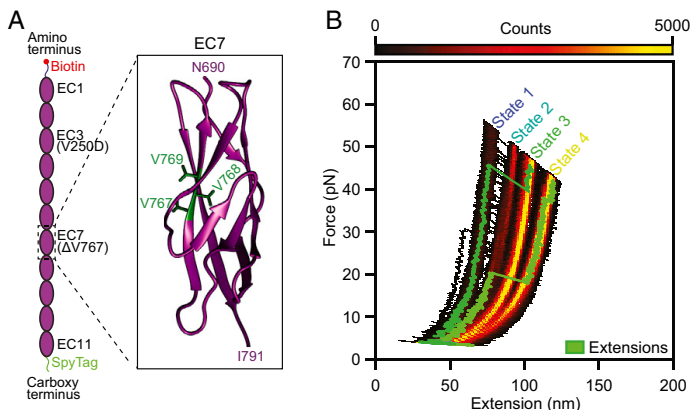 A
Amino
terminus
Biotin
EC1
EC3
(V250D)
EC7
(ΔV767)
EC11
SpyTag
Carboxy
terminus
EC7
N690
V769
V768
V767
I791
B
0 Counts 5000
70
60
50
40
30
20
10
0
Force (pN)
State 1
State 2
State 3
State 4
Extensions
0 50 100 150 200
Extension (nm)